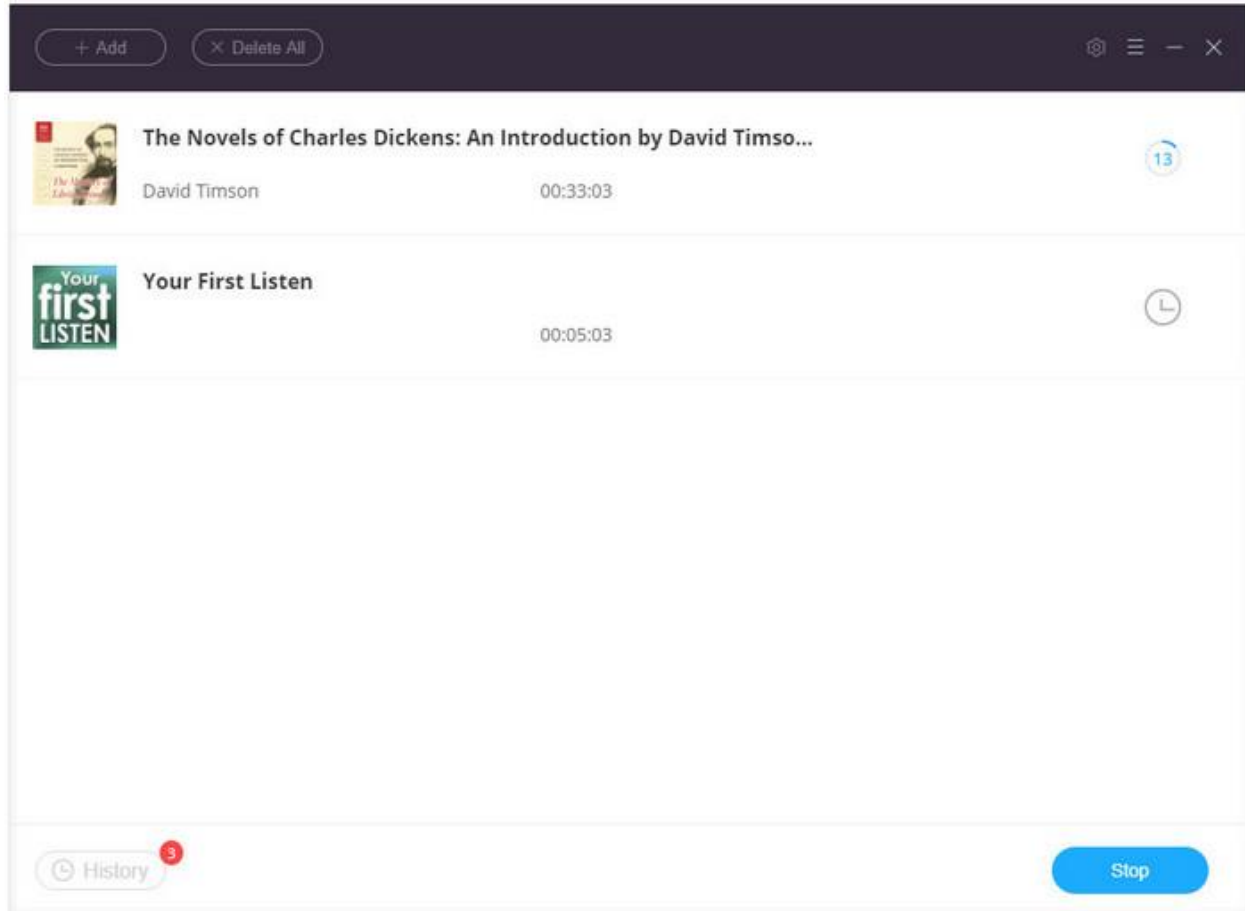 + Add
× Delete All
The Novels of Charles Dickens: An Introduction by David Timso...
13
David Timson
00:33:03
Your
first
LISTEN
Your First Listen
00:05:03
History
3
Stop